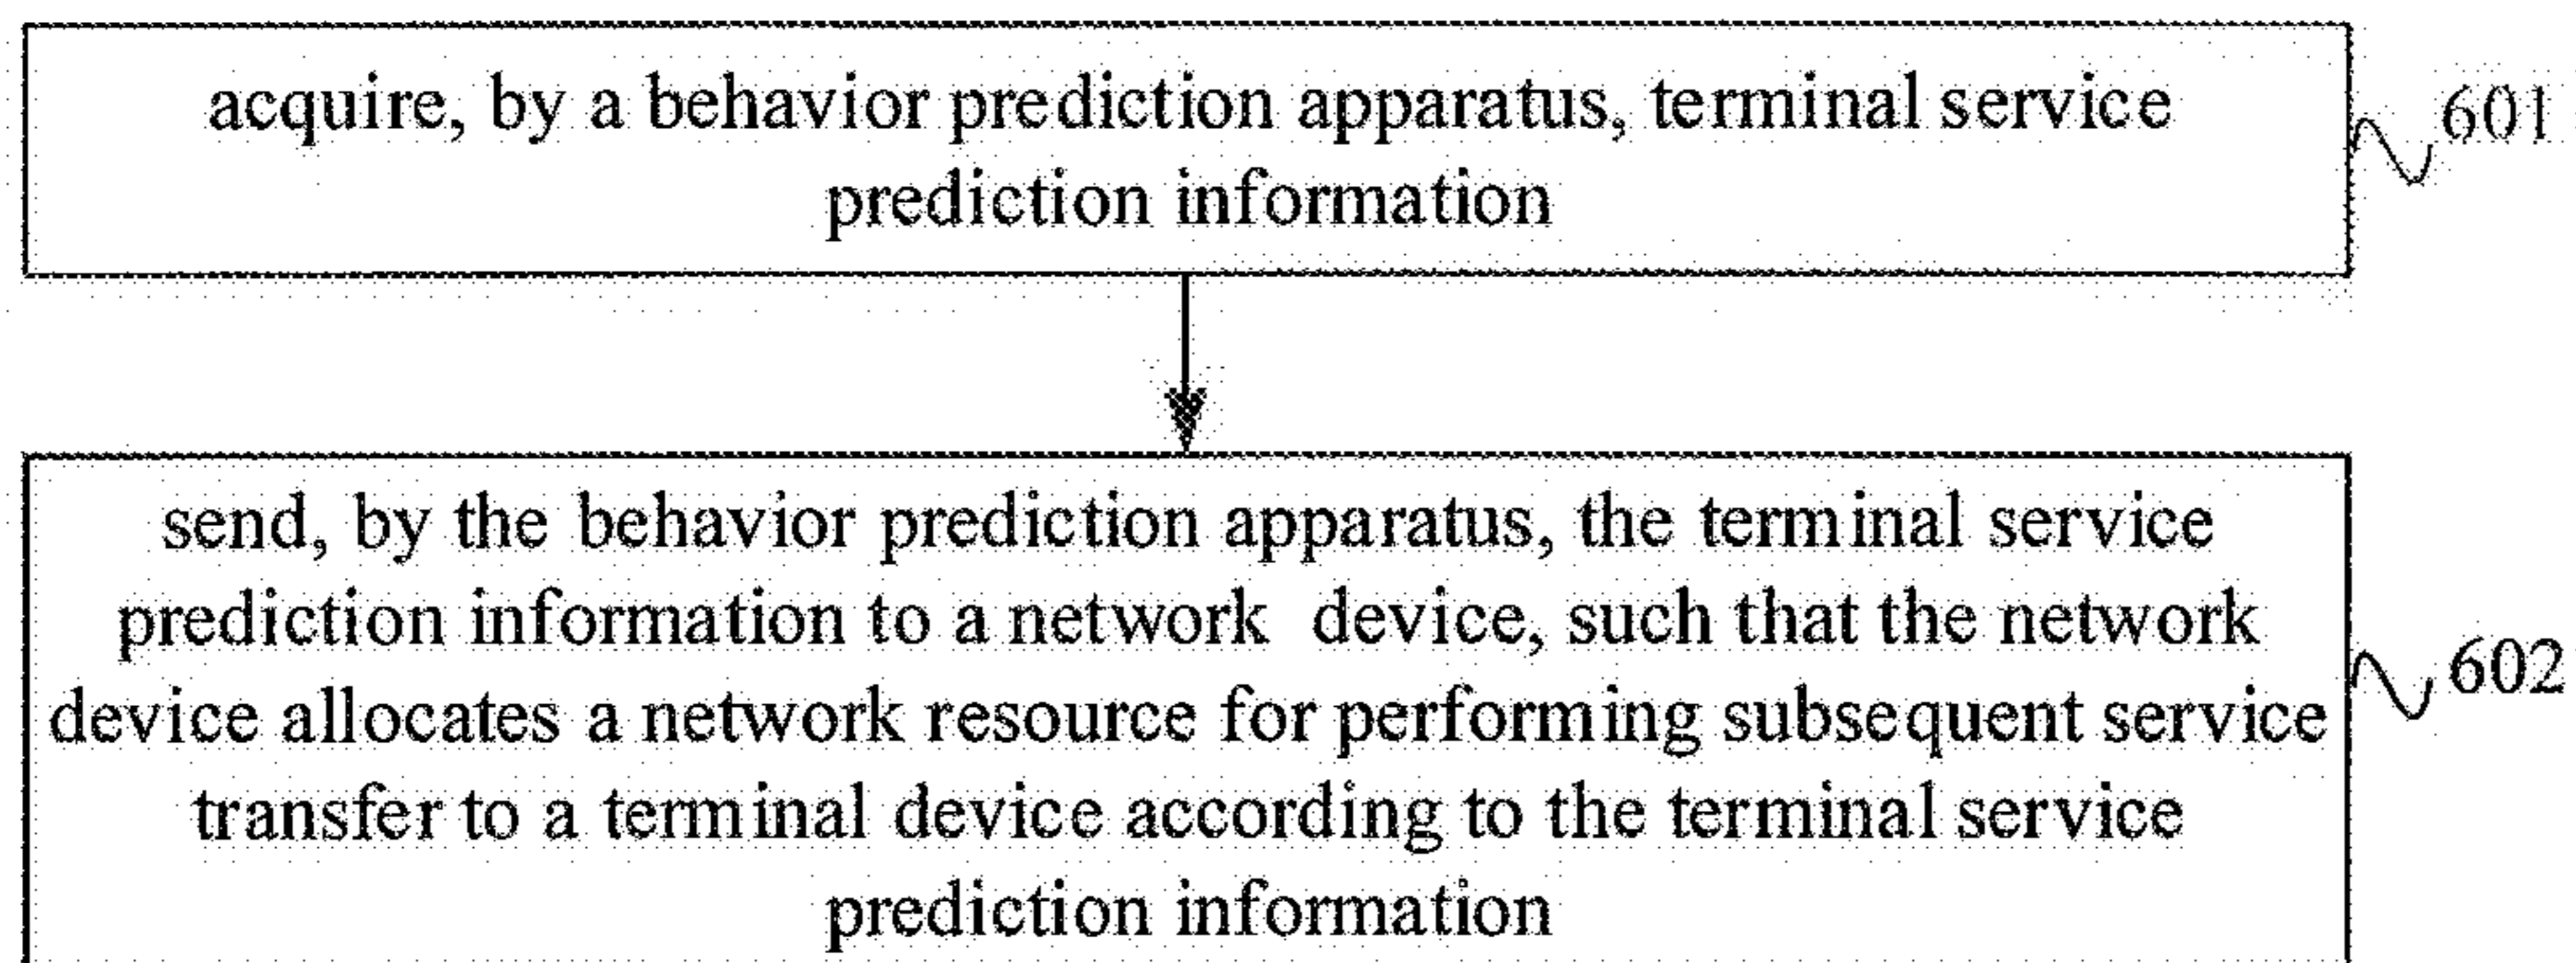 acquire, by a behavior prediction apparatus, terminal service
prediction information
601
send, by the behavior prediction apparatus, the terminal service
prediction information to a network device, such that the network
device allocates a network resource for performing subsequent service
transfer to a terminal device according to the terminal service
prediction information
602